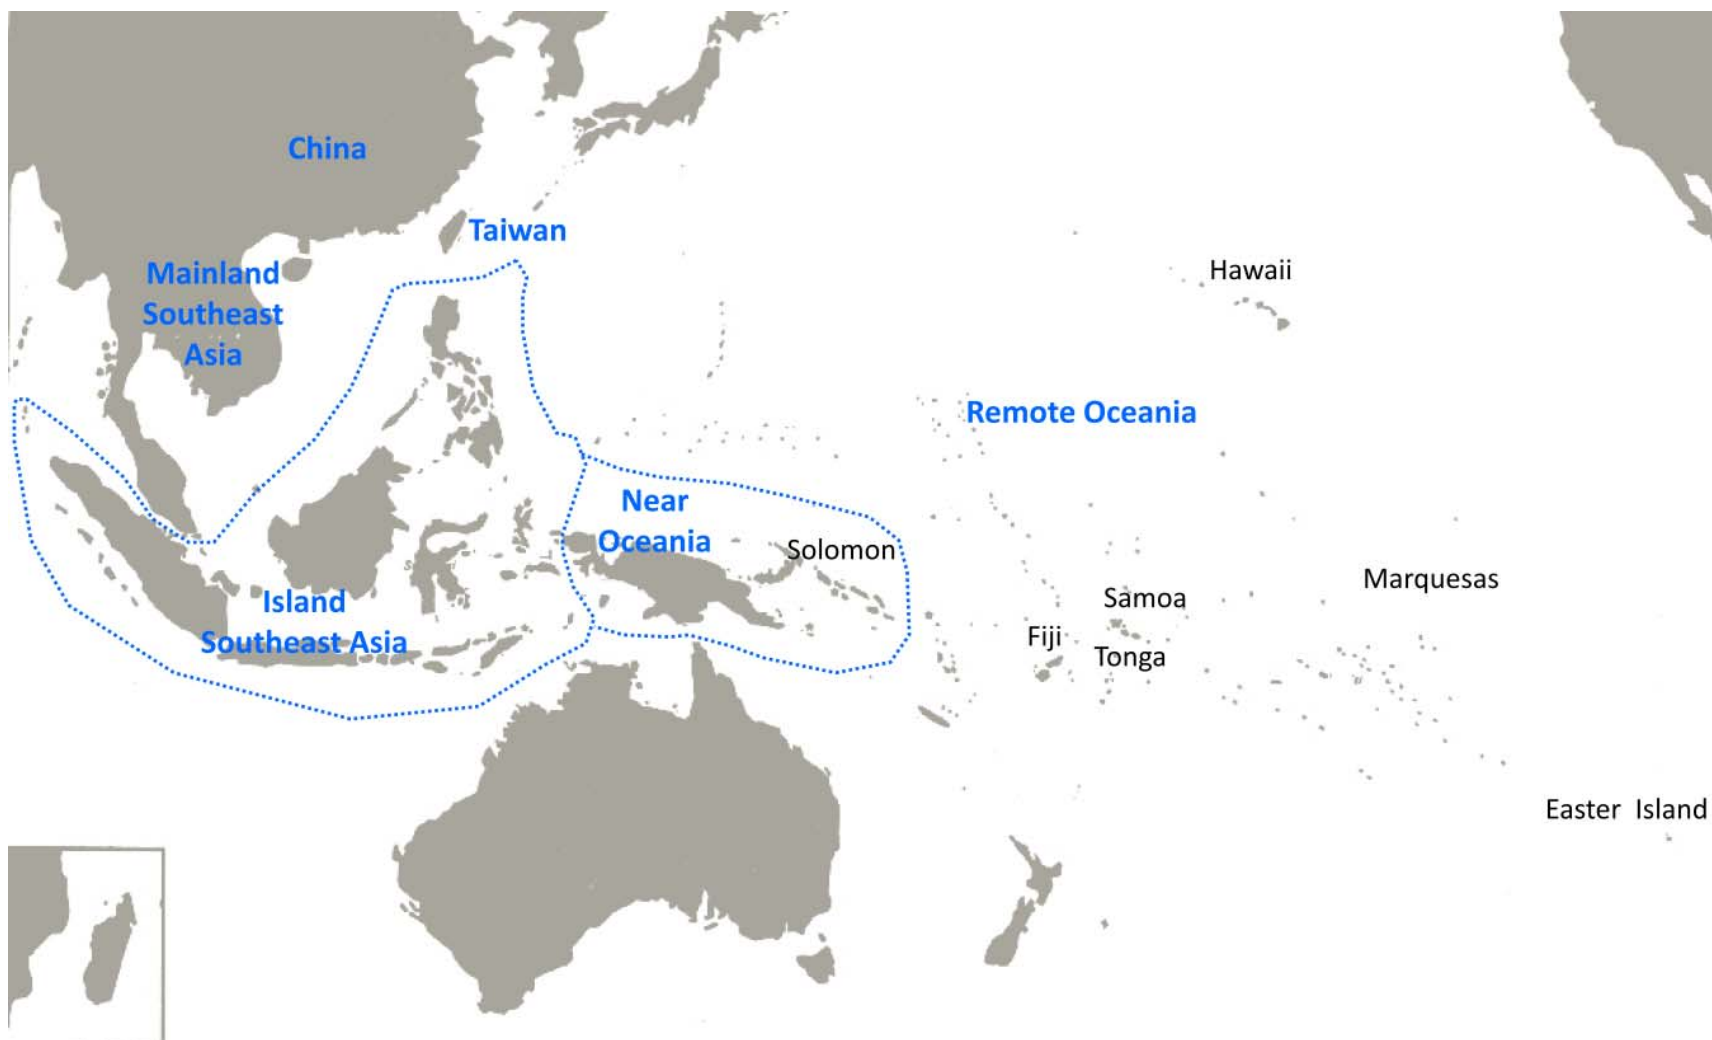 China
Taiwan
Mainland
Southeast
Asia
Hawaii
Remote Oceania
Near
Oceania
Solomon
Island
Southeast Asia
Samoa
Marquesas
Fiji
Tonga
Easter Island